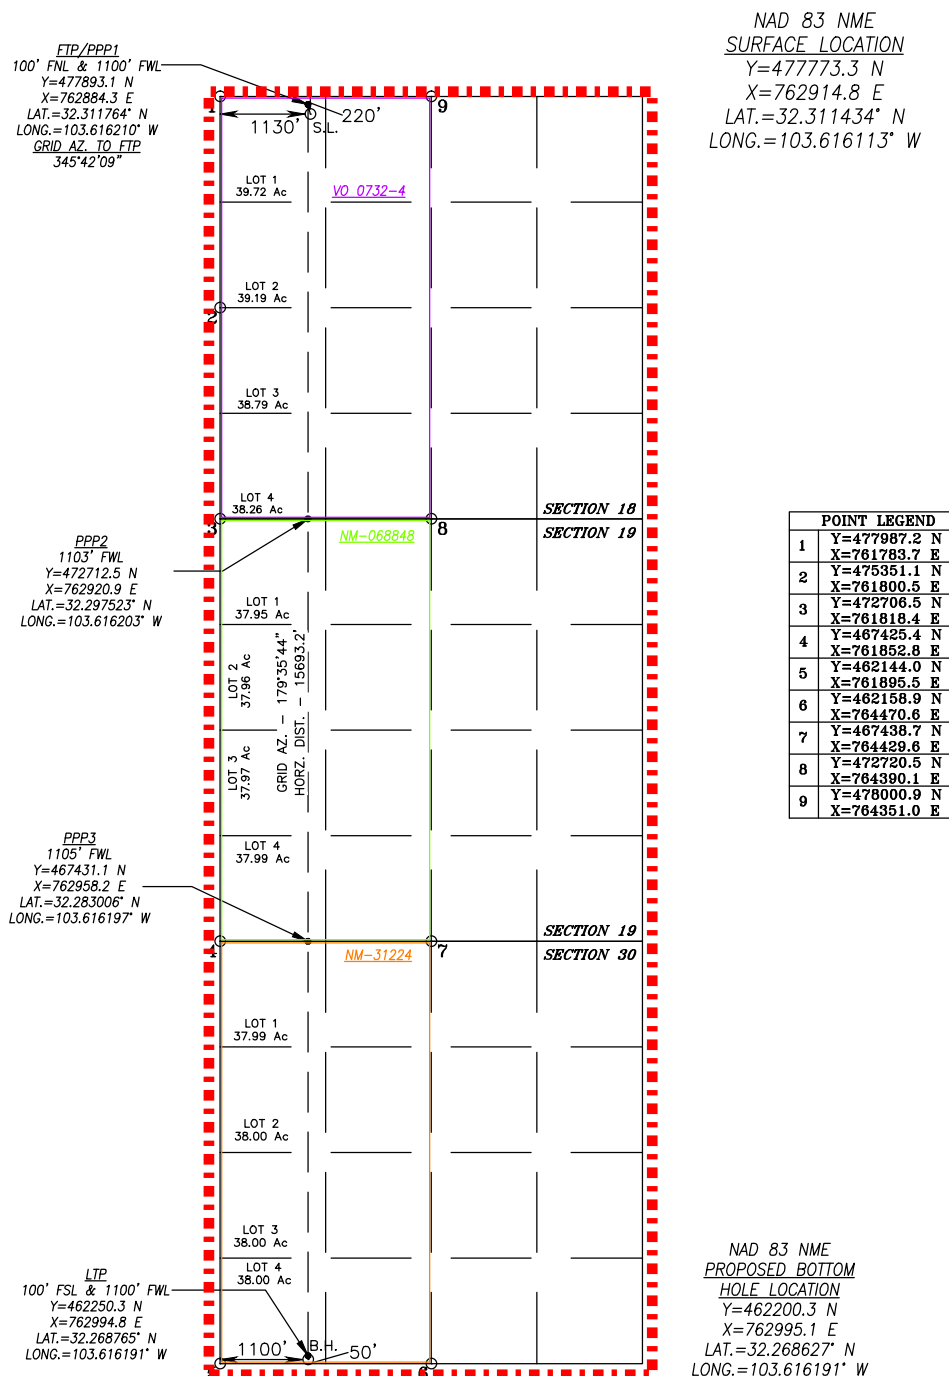 NAD 83 NME
SURFACE LOCATION
Y=477773.3 N
X=762914.8 E
LAT.=32.311434° N
LONG.=103.616113° W
FTP/PPP1
100' FNL & 1100' FWL
Y=477893.1 N
X=762884.3 E
LAT.=32.311764° N
LONG.=103.616210° W
GRID AZ. TO FTP
345°42'09"
1
9
1130'
S.L.
220'
LOT 1
39.72 Ac
VO 0732-4
LOT 2
39.19 Ac
2
LOT 3
38.79 Ac
LOT 4
38.26 Ac
SECTION 18
3
8
SECTION 19
NM-068848
PPP2
1103' FWL
Y=472712.5 N
X=762920.9 E
LAT.=32.297523° N
LONG.=103.616203° W
POINT LEGEND
1 Y=477987.2 N
X=761783.7 E
2 Y=475351.1 N
X=761800.5 E
3 Y=472706.5 N
X=761818.4 E
4 Y=467425.4 N
X=761852.8 E
5 Y=462144.0 N
X=761895.5 E
6 Y=462158.9 N
X=764470.6 E
7 Y=467438.7 N
X=764429.6 E
8 Y=472720.5 N
X=764390.1 E
9 Y=478000.9 N
X=764351.0 E
LOT 1
37.95 Ac
LOT 2
37.96 Ac
GRID AZ. - 179°35'44"
HORZ. DIST. - 15693.2'
LOT 3
37.97 Ac
LOT 4
37.99 Ac
PPP3
1105' FWL
Y=467431.1 N
X=762958.2 E
LAT.=32.283006° N
LONG.=103.616197° W
SECTION 19
4
7
SECTION 30
NM-31224
LOT 1
37.99 Ac
LOT 2
38.00 Ac
LOT 3
38.00 Ac
LOT 4
38.00 Ac
LTP
100' FSL & 1100' FWL
Y=462250.3 N
X=762994.8 E
LAT.=32.268765° N
LONG.=103.616191° W
1100'
B.H.
50'
NAD 83 NME
PROPOSED BOTTOM
HOLE LOCATION
Y=462200.3 N
X=762995.1 E
LAT.=32.268627° N
LONG.=103.616191° W